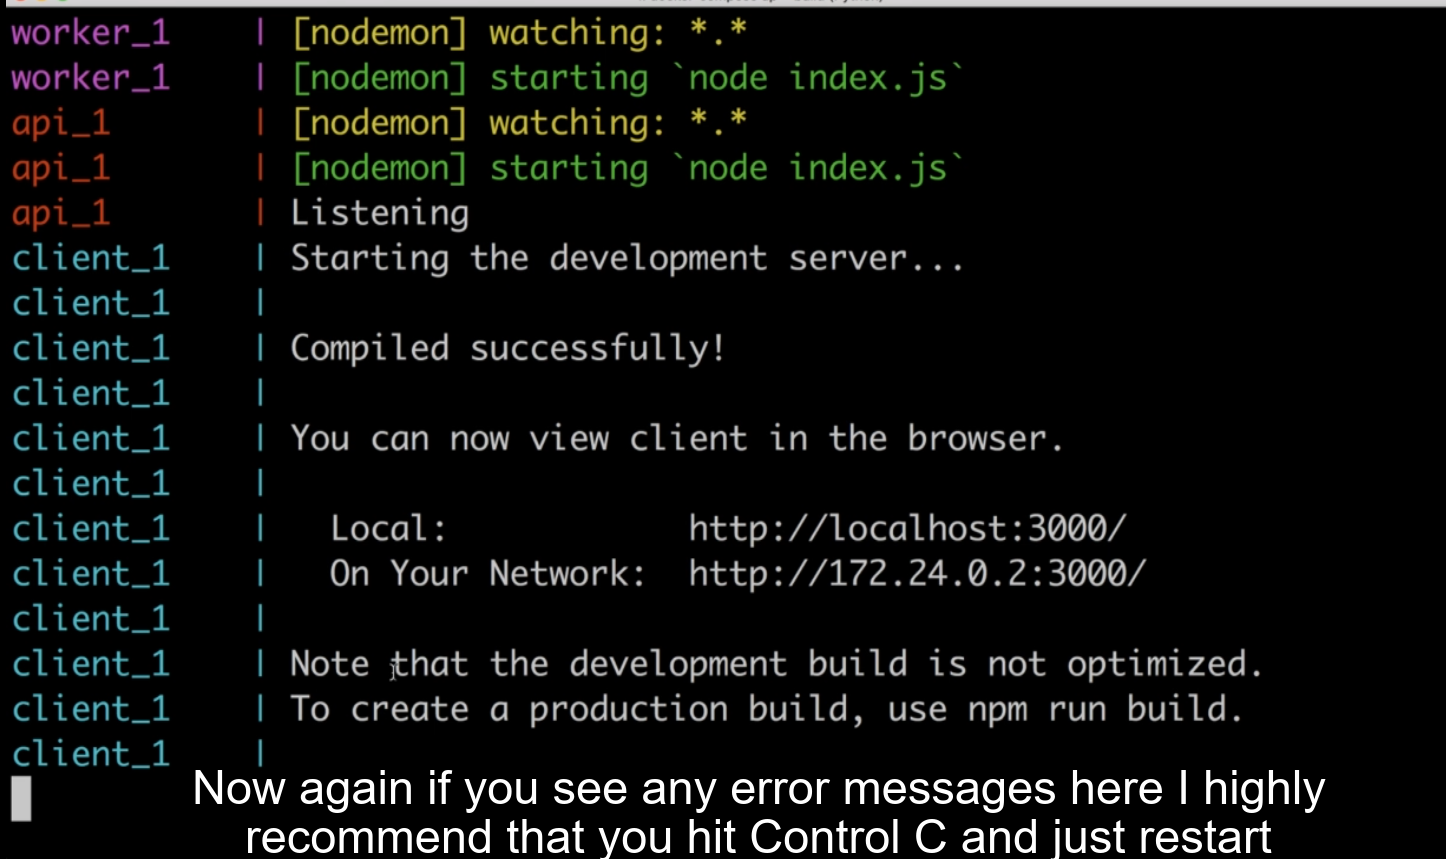 worker_1 | [nodemon] watching: *.*
worker_1 | [nodemon] starting `node index.js`
api_1 | [nodemon] watching: *.*
api_1 | [nodemon] starting `node index.js`
api_1 | Listening
client_1 | Starting the development server...
client_1 |
client_1 | Compiled successfully!
client_1 |
client_1 | You can now view client in the browser.
client_1 |
client_1 | Local: http://localhost:3000/
client_1 | On Your Network: http://172.24.0.2:3000/
client_1 |
client_1 | Note that the development build is not optimized.
client_1 | To create a production build, use npm run build.
client_1 |
Now again if you see any error messages here I highly
recommend that you hit Control C and just restart